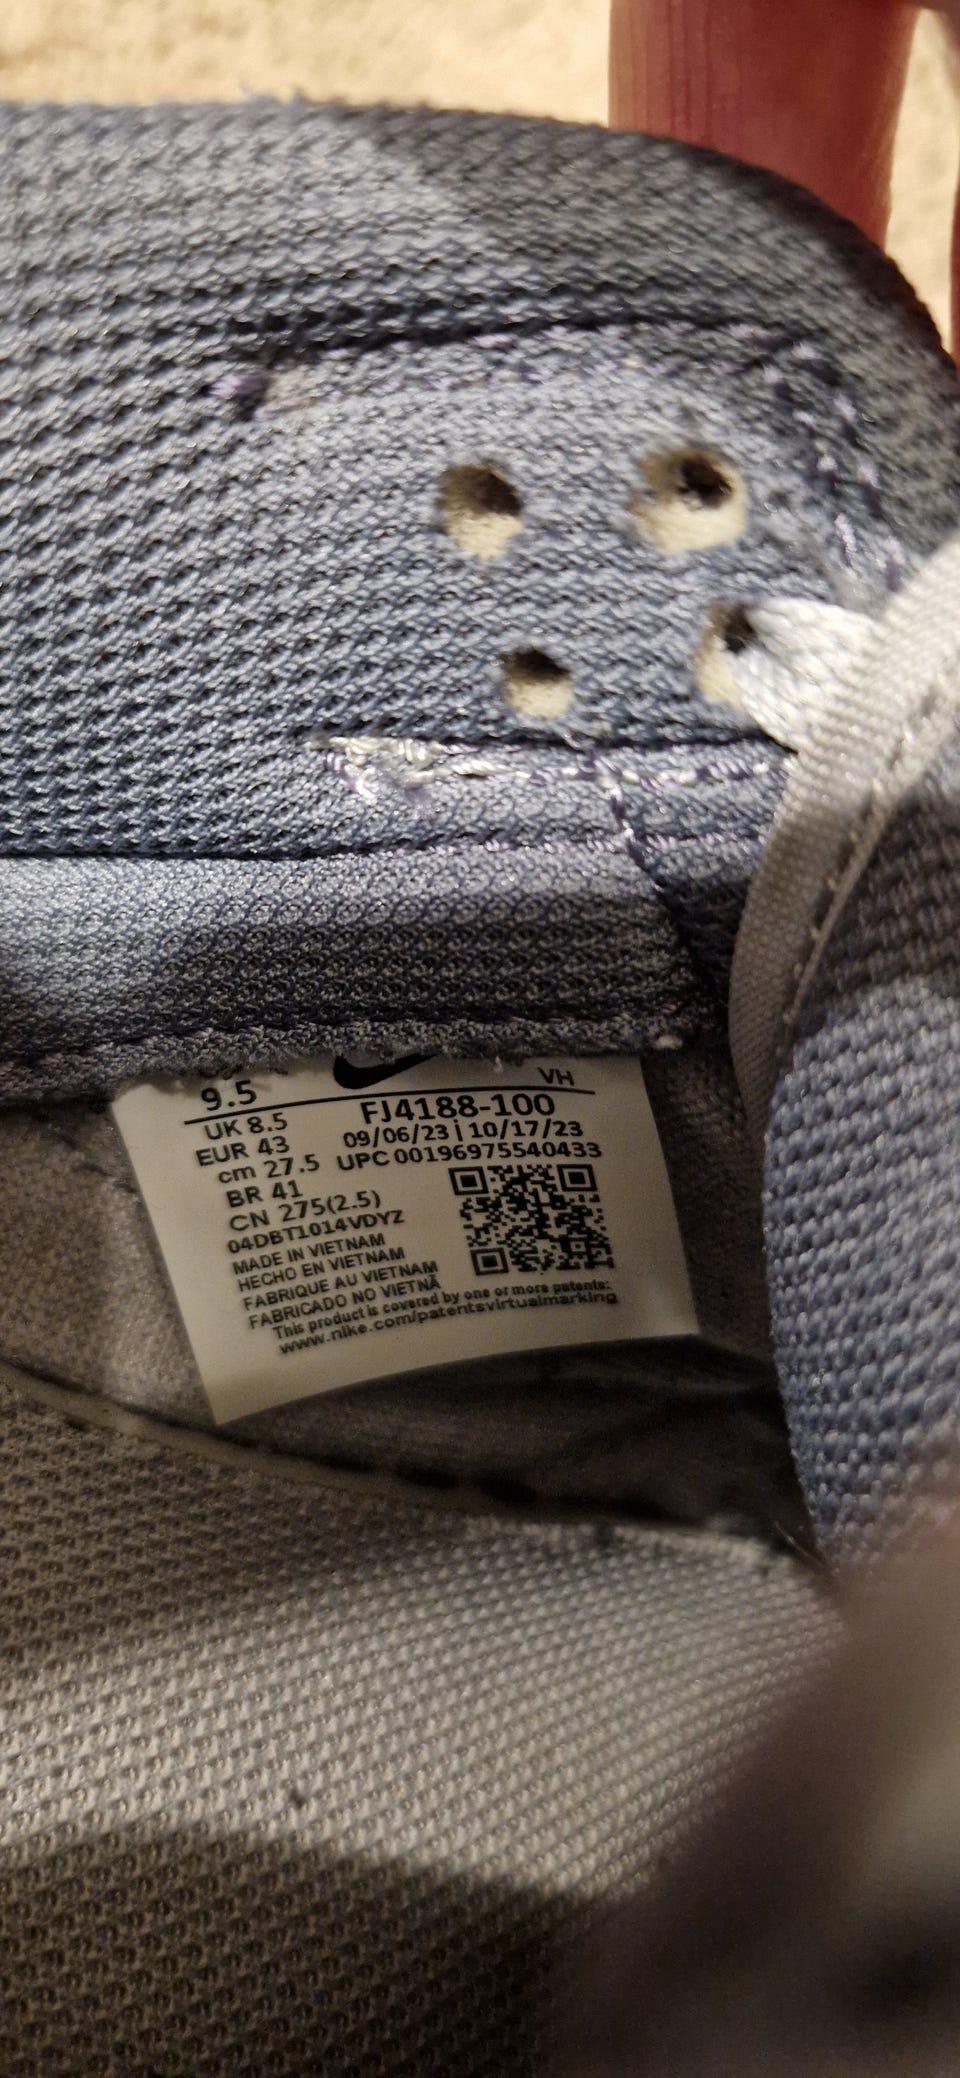 9.5
VH
UK 8.5
FJ4188-100
EUR 43
09/06/23 | 10/17/23
cm 27.5
UPC 00196975540433
BR 41
CN 275(2.5)
04DBT1014VDYZ
MADE IN VIETNAM
HECHO EN VIETNAM
FABRIQUE AU VIETNAM
FABRICADO NO VIETNÃ
This product is covered by one or more patents:
www.nike.com/patentsvirtualmarking